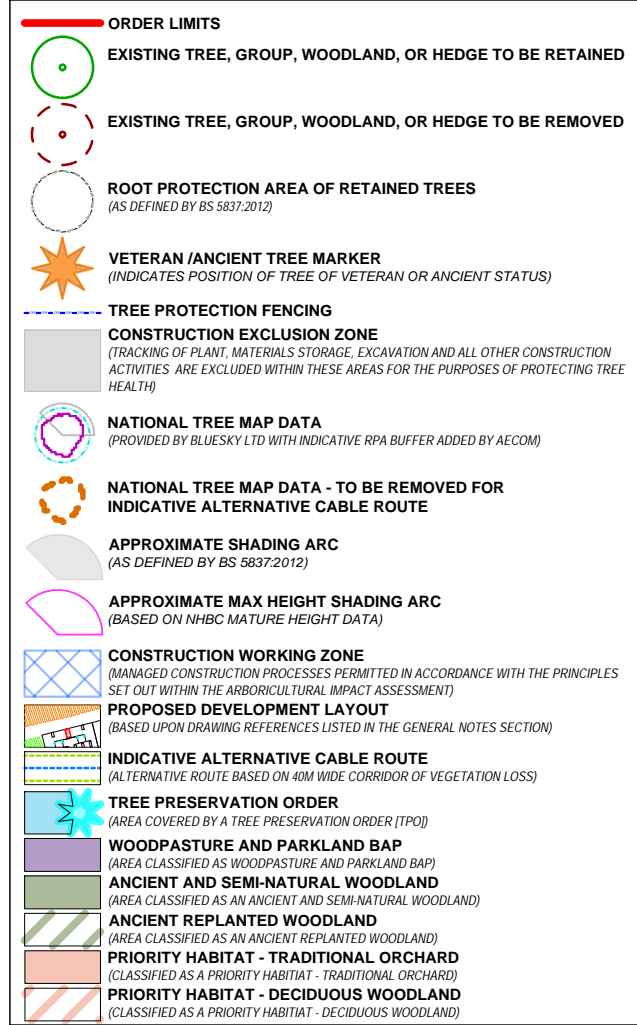 ORDER LIMITS
EXISTING TREE, GROUP, WOODLAND, OR HEDGE TO BE RETAINED
EXISTING TREE, GROUP, WOODLAND, OR HEDGE TO BE REMOVED
ROOT PROTECTION AREA OF RETAINED TREES
(AS DEFINED BY BS 5837:2012)
VETERAN /ANCIENT TREE MARKER
(INDICATES POSITION OF TREE OF VETERAN OR ANCIENT STATUS)
TREE PROTECTION FENCING
CONSTRUCTION EXCLUSION ZONE
(TRACKING OF PLANT, MATERIALS STORAGE, EXCAVATION AND ALL OTHER CONSTRUCTION
ACTIVITIES ARE EXCLUDED WITHIN THESE AREAS FOR THE PURPOSES OF PROTECTING TREE
HEALTH)
NATIONAL TREE MAP DATA
(PROVIDED BY BLUESKY LTD WITH INDICATIVE RPA BUFFER ADDED BY AECOM)
NATIONAL TREE MAP DATA - TO BE REMOVED FOR
INDICATIVE ALTERNATIVE CABLE ROUTE
APPROXIMATE SHADING ARC
(AS DEFINED BY BS 5837:2012)
APPROXIMATE MAX HEIGHT SHADING ARC
(BASED ON NHBC MATURE HEIGHT DATA)
CONSTRUCTION WORKING ZONE
(MANAGED CONSTRUCTION PROCESSES PERMITTED IN ACCORDANCE WITH THE PRINCIPLES
SET OUT WITHIN THE ARBORICULTURAL IMPACT ASSESSMENT)
PROPOSED DEVELOPMENT LAYOUT
(BASED UPON DRAWING REFERENCES LISTED IN THE GENERAL NOTES SECTION)
INDICATIVE ALTERNATIVE CABLE ROUTE
(ALTERNATIVE ROUTE BASED ON 40M WIDE CORRIDOR OF VEGETATION LOSS)
TREE PRESERVATION ORDER
(AREA COVERED BY A TREE PRESERVATION ORDER [TPO])
WOODPASTURE AND PARKLAND BAP
(AREA CLASSIFIED AS WOODPASTURE AND PARKLAND BAP)
ANCIENT AND SEMI-NATURAL WOODLAND
(AREA CLASSIFIED AS AN ANCIENT AND SEMI-NATURAL WOODLAND)
ANCIENT REPLANTED WOODLAND
(AREA CLASSIFIED AS AN ANCIENT REPLANTED WOODLAND)
PRIORITY HABITAT - TRADITIONAL ORCHARD
(CLASSIFIED AS A PRIORITY HABITIAT - TRADITIONAL ORCHARD)
PRIORITY HABITAT - DECIDUOUS WOODLAND
(CLASSIFIED AS A PRIORITY HABITIAT - DECIDUOUS WOODLAND)